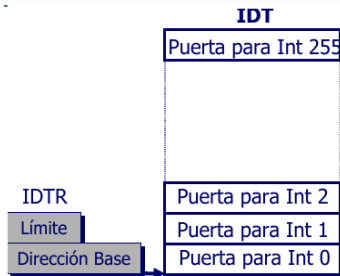 IDT
Puerta para Int 255
IDTR
Puerta para Int 2
Límite
Puerta para Int 1
Dirección Base
Puerta para Int 0